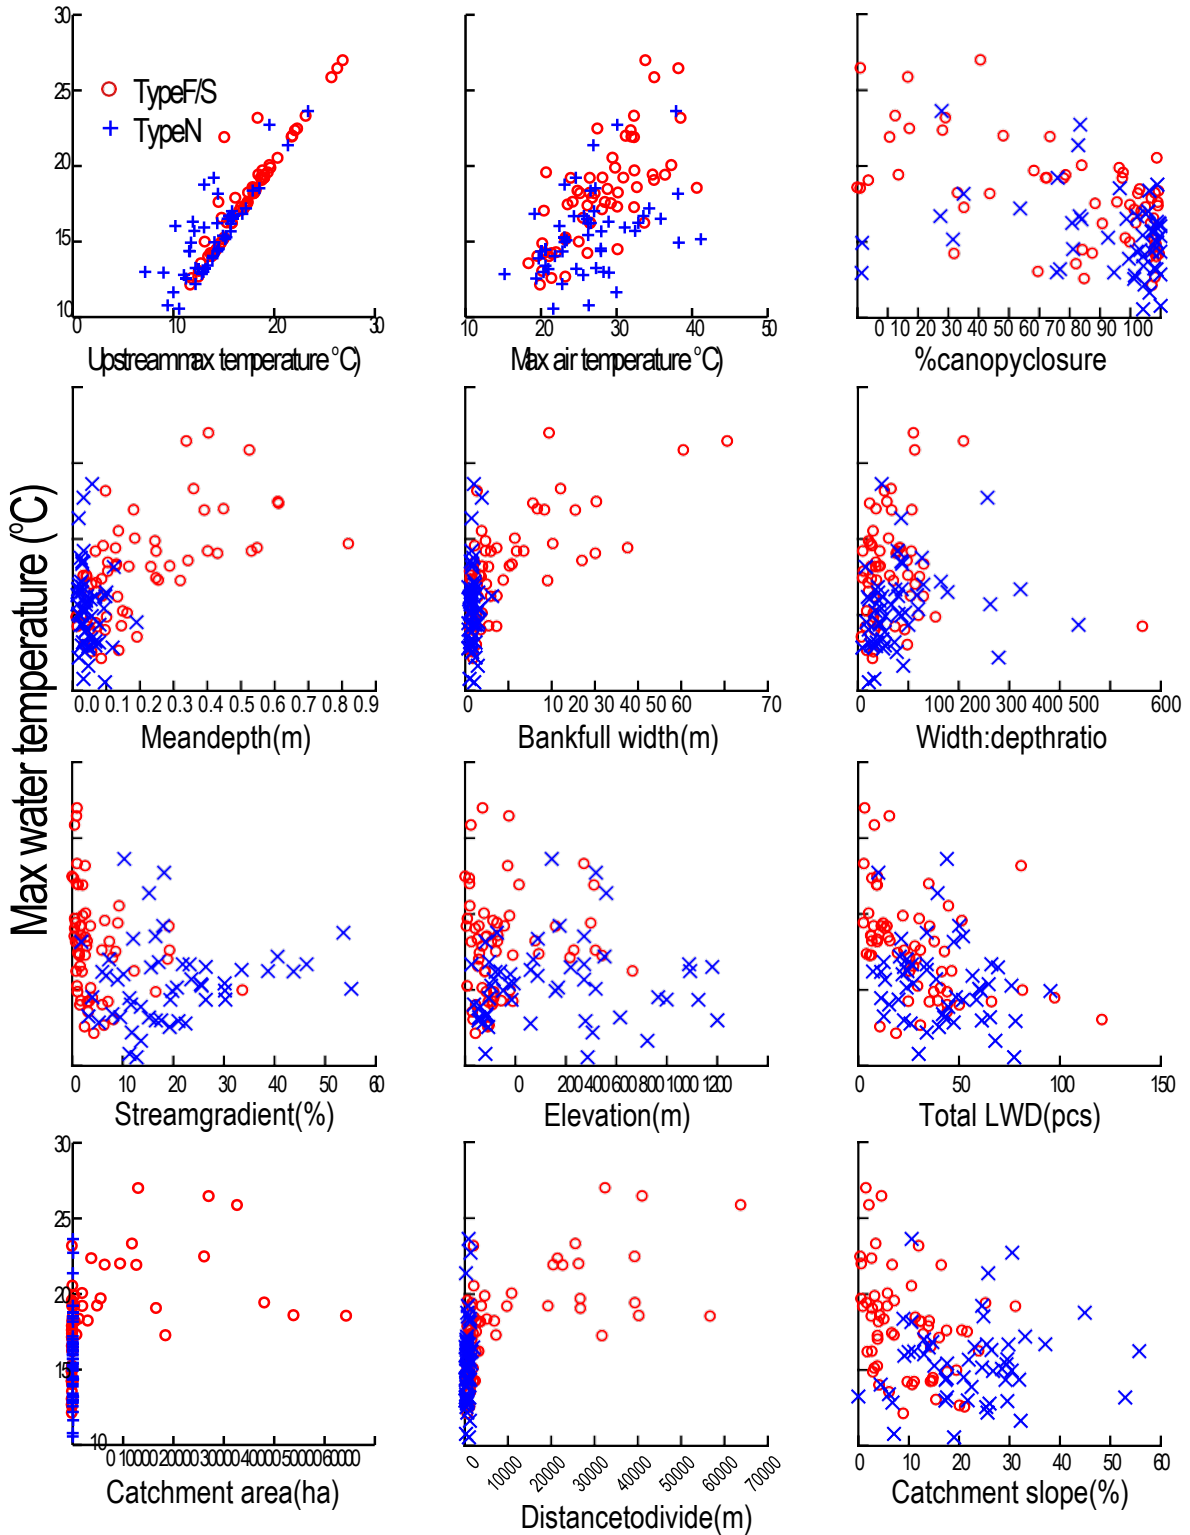 Max water temperature (°C)
30
25
20
15
10
TypeF/S
TypeN
0 10 20 30
Upstreammax temperature °C)
10 20 30 40 50
Max air temperature °C)
0 10 20 30 40 50 60 70 80 90 100
%canopyclosure
0.0 0.1 0.2 0.3 0.4 0.5 0.6 0.7 0.8 0.9
Meandepth(m)
0 10 20 30 40 50 60 70
Bankfull width(m)
0 100 200 300 400 500 600
Width:depthratio
0 10 20 30 40 50 60
Streamgradient(%)
0 200 400 600 800 1000 1200
Elevation(m)
0 50 100 150
Total LWD(pcs)
30
25
20
15
10
0 10000 20000 30000 40000 50000 60000
Catchment area(ha)
0 10000 20000 30000 40000 50000 60000 70000
Distancetodivide(m)
0 10 20 30 40 50 60
Catchment slope(%)